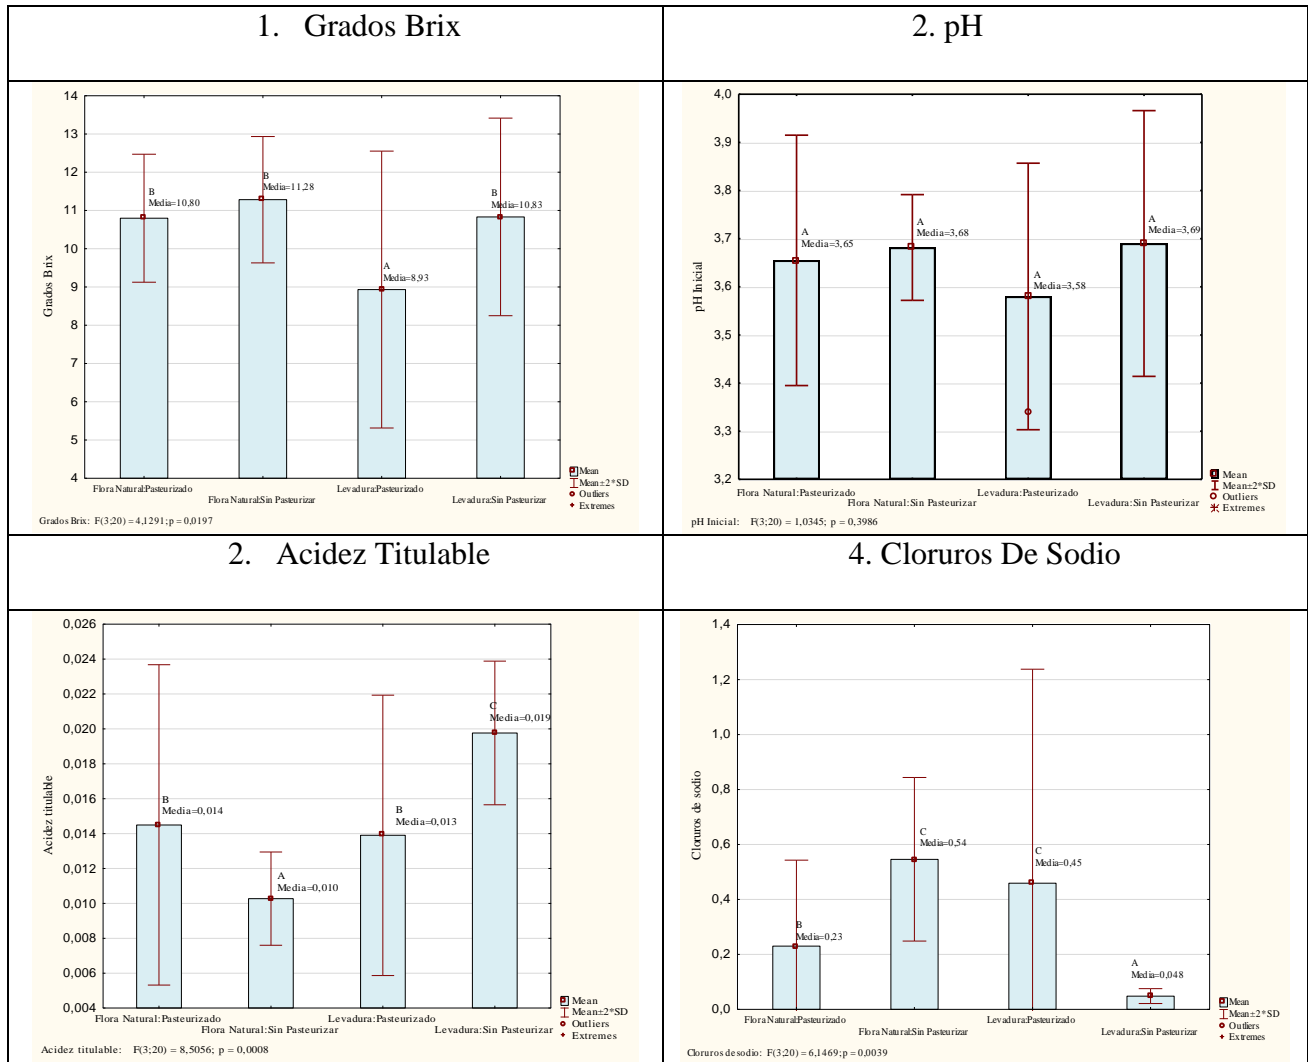 1. Grados Brix
2. pH
14
13
12
11
10
9
8
7
6
5
4
Grados Brix
B
Media=10,80
B
Media=11,28
A
Media=8,93
B
Media=10,83
Flora Natural:Pasteurizado
Flora Natural:Sin Pasteurizar
Levadura:Pasteurizado
Levadura:Sin Pasteurizar
Mean
Mean±2*SD
Outliers
Extremes
Grados Brix: F(3;20) = 4,1291; p = 0,0197
4,0
3,9
3,8
3,7
3,6
3,5
3,4
3,3
3,2
pH Inicial
A
Media=3,65
A
Media=3,68
A
Media=3,58
A
Media=3,69
Flora Natural:Pasteurizado
Flora Natural:Sin Pasteurizar
Levadura:Pasteurizado
Levadura:Sin Pasteurizar
Mean
Mean±2*SD
Outliers
Extremes
pH Inicial: F(3;20) = 1,0345; p = 0,3986
2. Acidez Titulable
4. Cloruros De Sodio
0,026
0,024
0,022
0,020
0,018
0,016
0,014
0,012
0,010
0,008
0,006
0,004
Acidez titulable
B
Media=0,014
A
Media=0,010
B
Media=0,013
C
Media=0,019
Flora Natural:Pasteurizado
Flora Natural:Sin Pasteurizar
Levadura:Pasteurizado
Levadura:Sin Pasteurizar
Mean
Mean±2*SD
Outliers
Extremes
Acidez titulable: F(3;20) = 8,5056; p = 0,0008
1,4
1,2
1,0
0,8
0,6
0,4
0,2
0,0
Cloruros de sodio
B
Media=0,23
C
Media=0,54
C
Media=0,45
A
Media=0,048
Flora Natural:Pasteurizado
Flora Natural:Sin Pasteurizar
Levadura:Pasteurizado
Levadura:Sin Pasteurizar
Mean
Mean±2*SD
Outliers
Extremes
Cloruros de sodio: F(3;20) = 6,1469; p = 0,0039